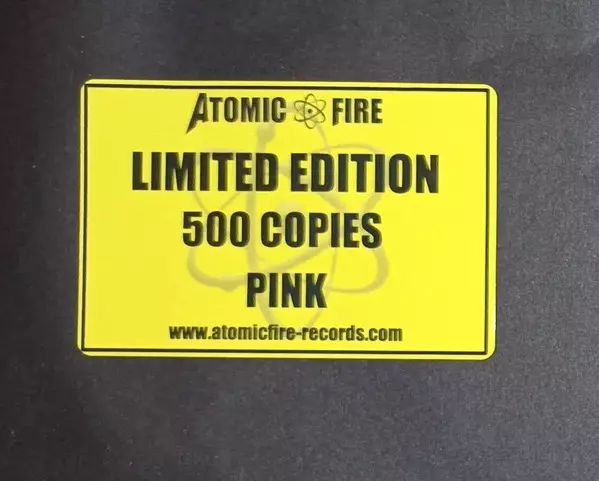 ATOMIC FIRE
LIMITED EDITION
500 COPIES
PINK
www.atomicfire-records.com